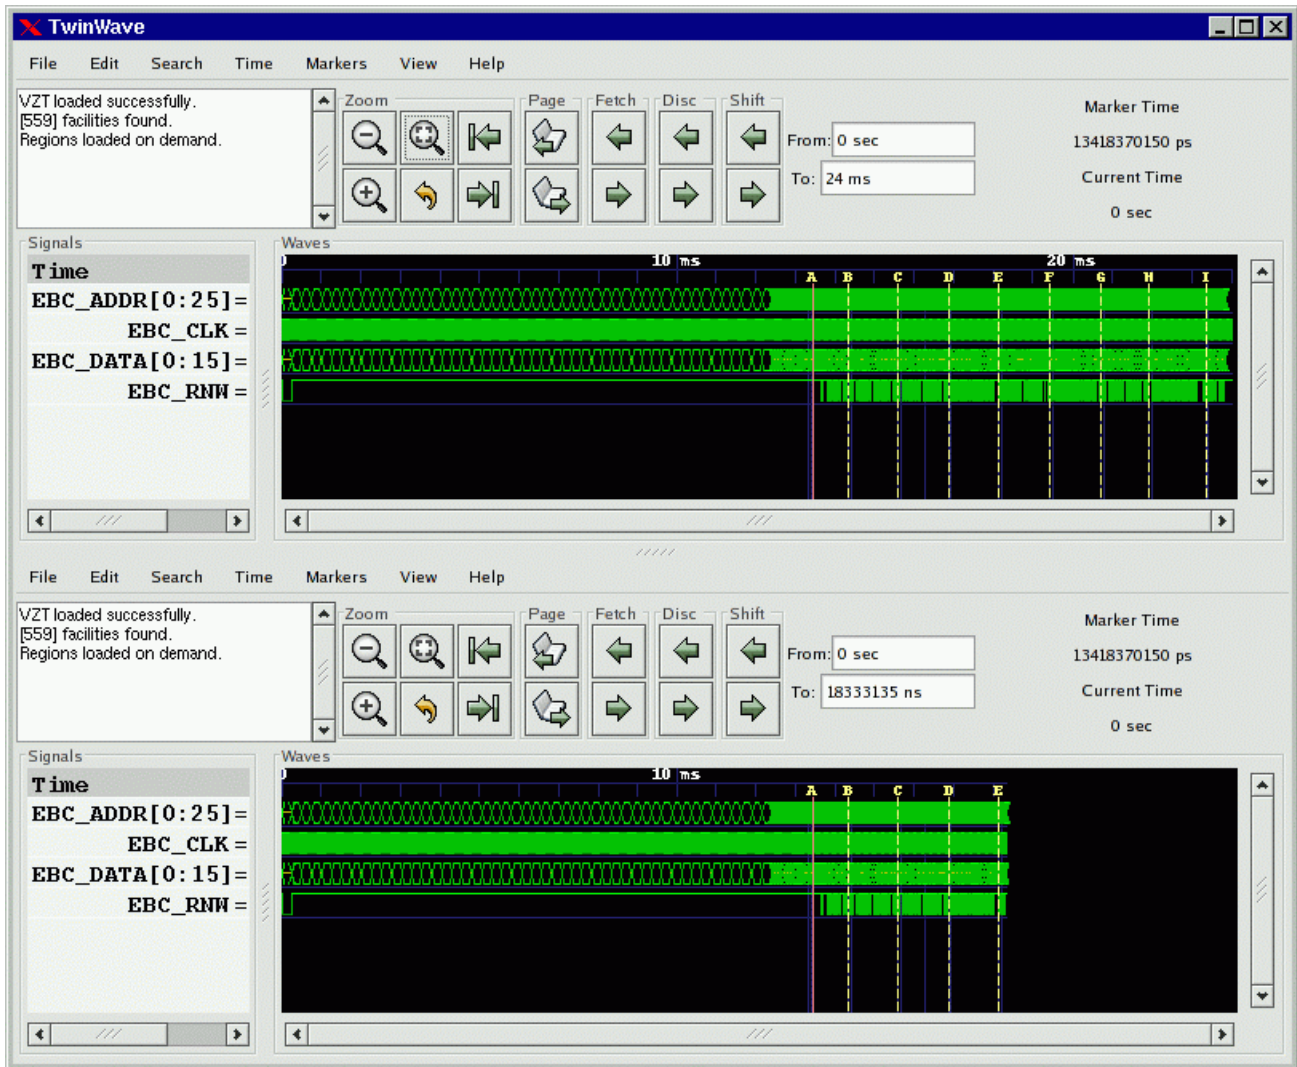 TwinWave
File Edit Search Time Markers View Help
VZT loaded successfully.
[559] facilities found.
Regions loaded on demand.
Zoom Page Fetch Disc Shift
From: 0 sec
To: 24 ms
Marker Time
13418370150 ps
Current Time
0 sec
Signals
Time
EBC_ADDR[0:25]=
EBC_CLK =
EBC_DATA[0:15]=
EBC_RNW =
Waves
0 10 ms 20 ms
A B C D E F G H I
File Edit Search Time Markers View Help
VZT loaded successfully.
[559] facilities found.
Regions loaded on demand.
Zoom Page Fetch Disc Shift
From: 0 sec
To: 18333135 ns
Marker Time
13418370150 ps
Current Time
0 sec
Signals
Time
EBC_ADDR[0:25]=
EBC_CLK =
EBC_DATA[0:15]=
EBC_RNW =
Waves
0 10 ms
A B C D E